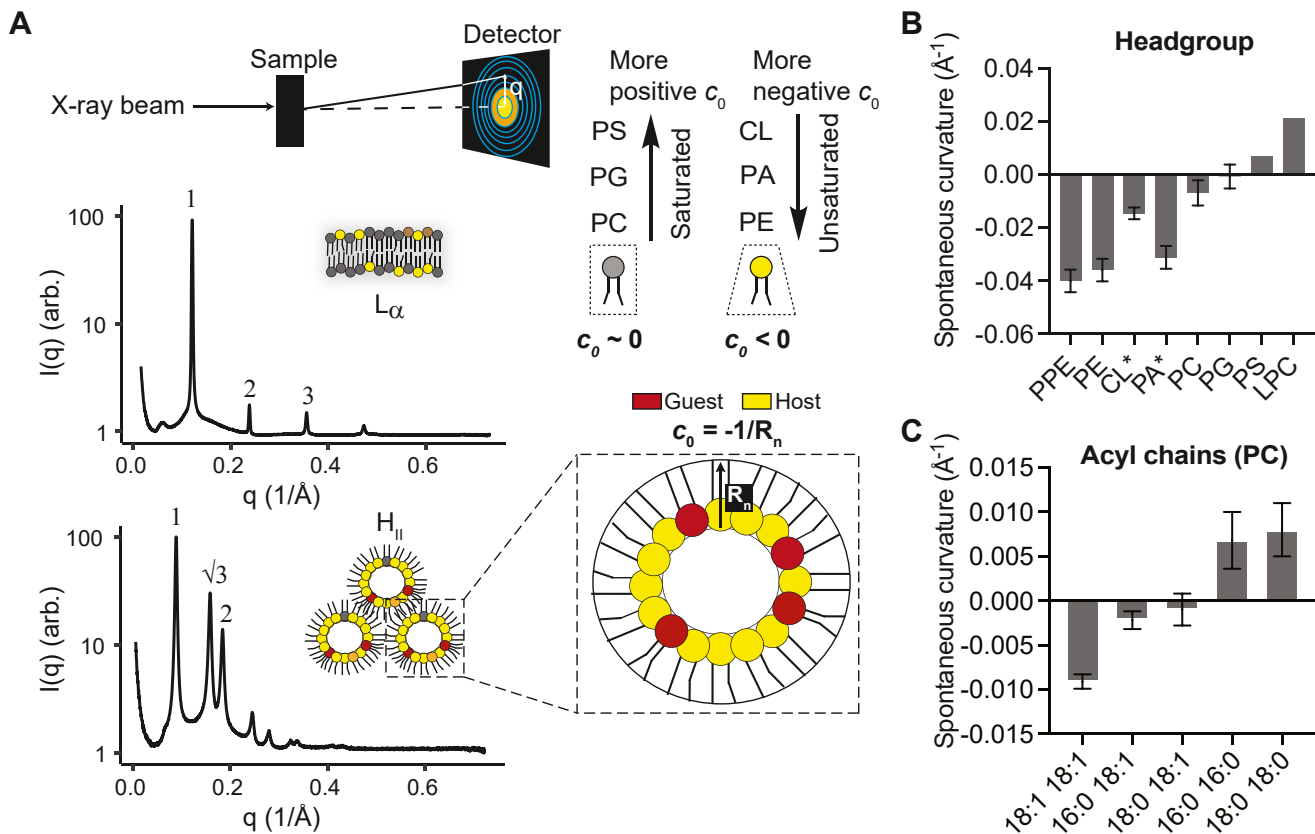 A
X-ray beam
Sample
Detector
q
More
positive c₀
PS
PG
PC
Saturated
c₀ ~ 0
More
negative c₀
CL
PA
PE
Unsaturated
c₀ < 0
I(q) (arb.)
100
10
1
1
2
3
Lα
0.0 0.2 0.4 0.6
q (1/Å)
I(q) (arb.)
100
10
1
1
√3
2
H_II
0.0 0.2 0.4 0.6
q (1/Å)
Guest Host
c₀ = -1/Rₙ
Rₙ
B
Headgroup
Spontaneous curvature (Å⁻¹)
0.04
0.02
0.00
-0.02
-0.04
-0.06
PPE PE CL* PA* PC PG PS LPC
C
Acyl chains (PC)
Spontaneous curvature (Å⁻¹)
0.015
0.010
0.005
0.000
-0.005
-0.010
-0.015
18:1 18:1
16:0 18:1
18:0 18:1
16:0 16:0
18:0 18:0